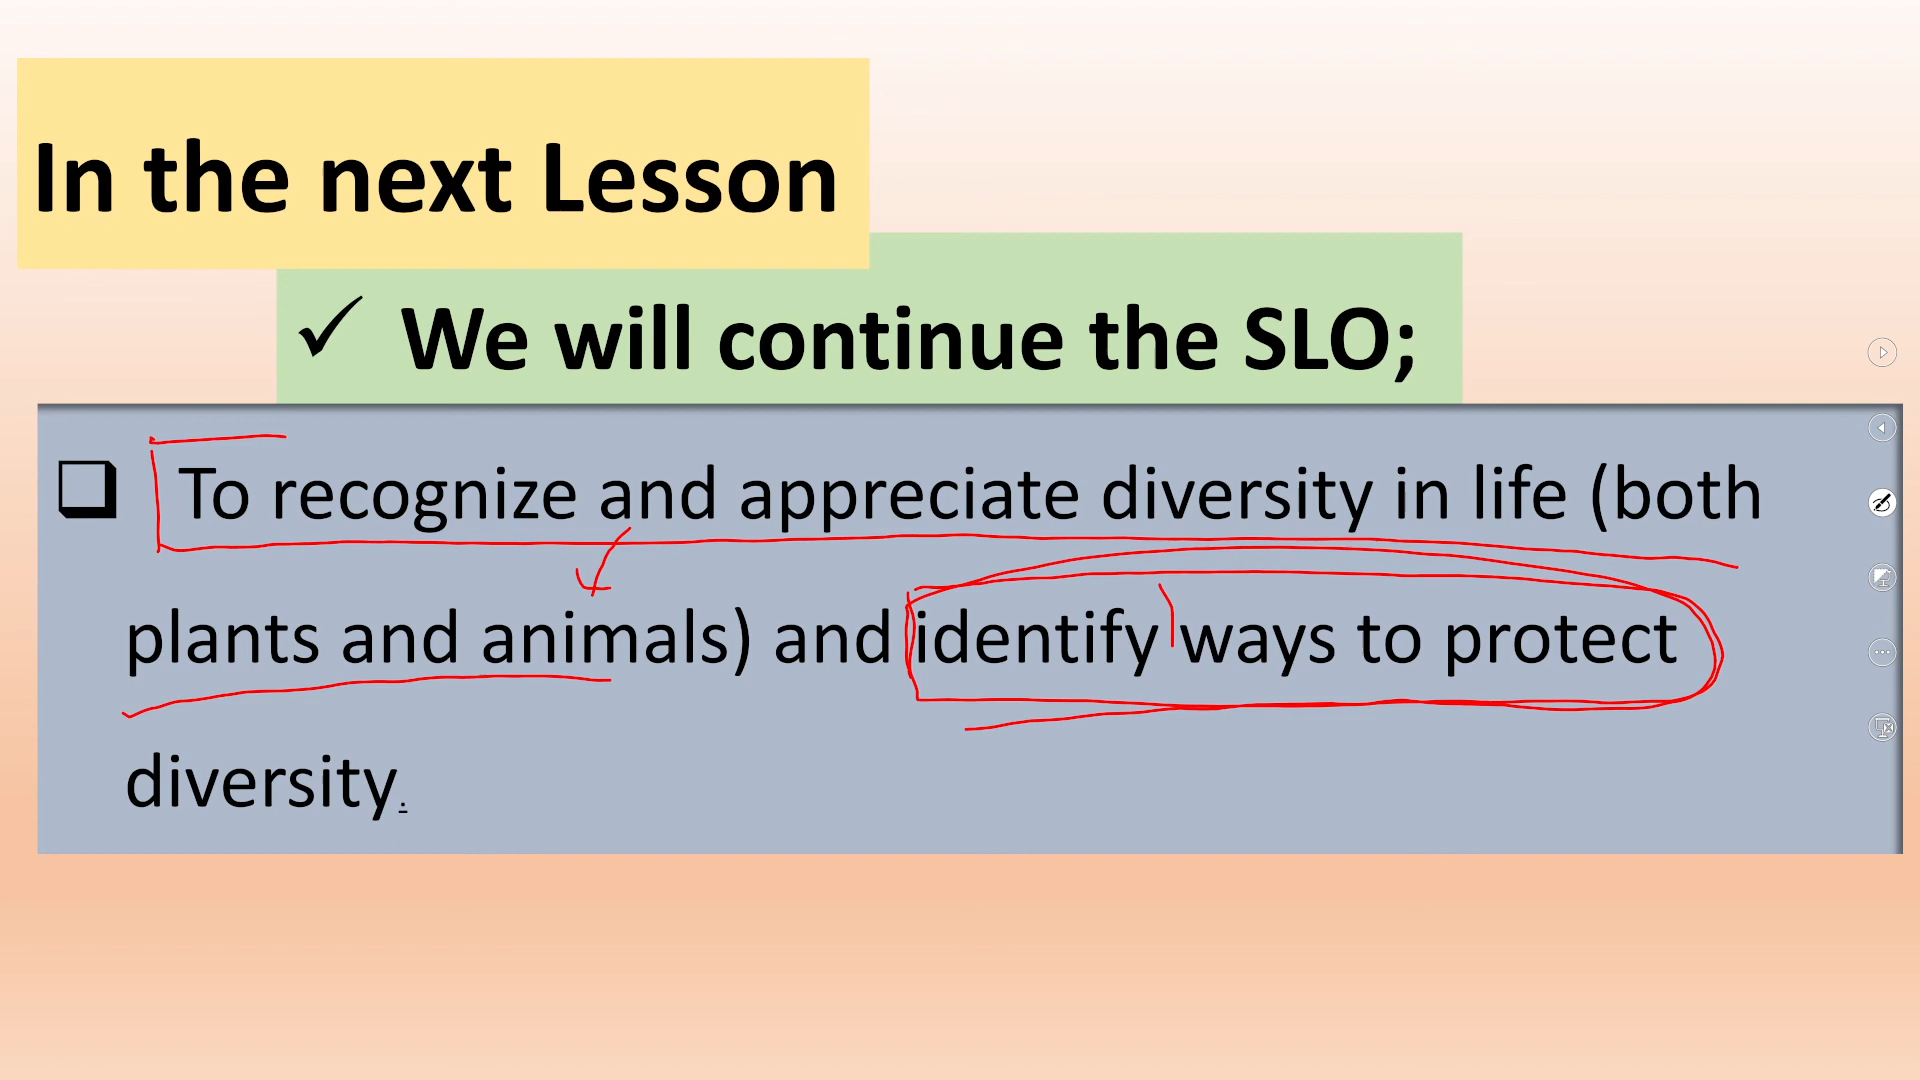 In the next Lesson
✓ We will continue the SLO;
❑ To recognize and appreciate diversity in life (both
plants and animals) and identify ways to protect
diversity.